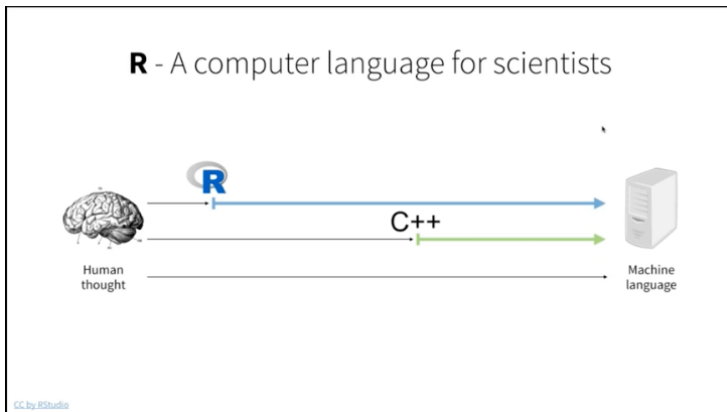 R - A computer language for scientists
R
C++
Human
thought
Machine
language
CC by RStudio